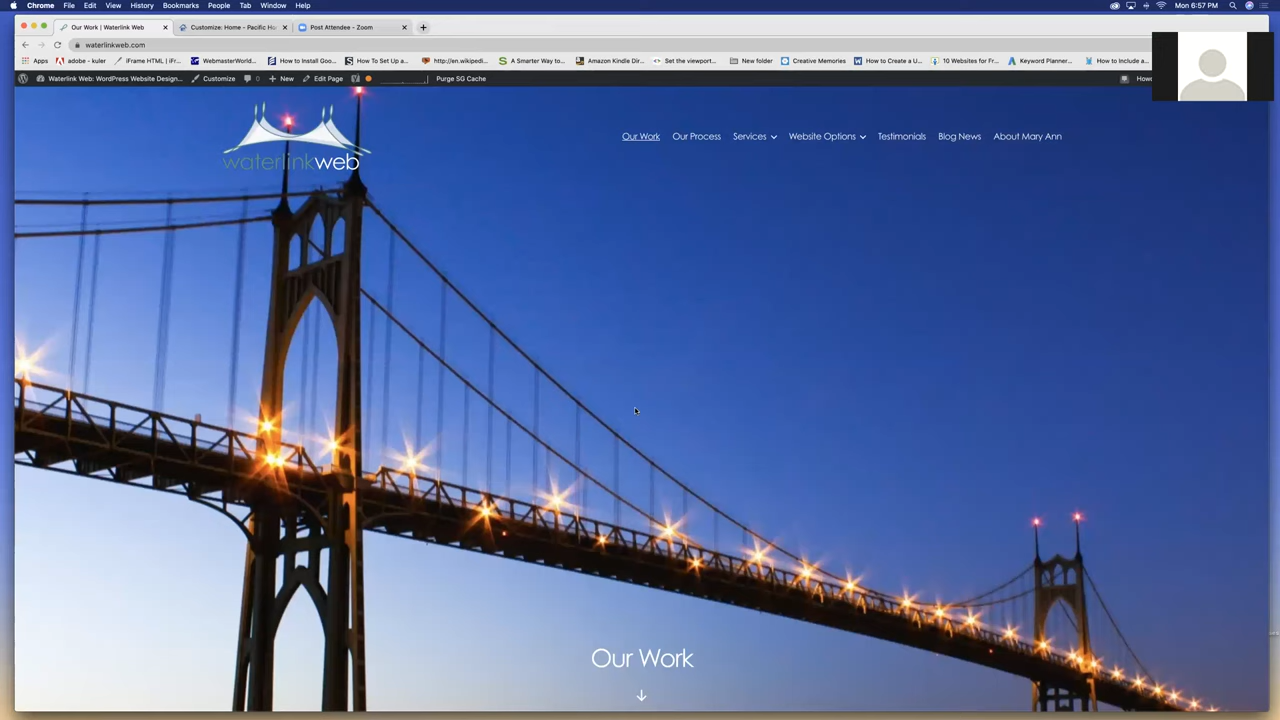 Chrome File Edit View History Bookmarks People Tab Window Help Mon 6:57 PM
Our Work | Waterlink Web Customize: Home - Pacific Ho Post Attendee - Zoom
waterlinkweb.com
Apps adobe - kuler iFrame HTML | iFr... WebmasterWorld... How to Install Goo... How To Set Up a... http://en.wikipedi... A Smarter Way to... Amazon Kindle Dir... Set the viewport... New folder Creative Memories How to Create a U... 10 Websites for Fr... Keyword Planner... How to Include a...
Waterlink Web: WordPress Website Design... Customize 0 New Edit Page Purge SG Cache
waterlinkweb
Our Work Our Process Services Website Options Testimonials Blog News About Mary Ann
Our Work